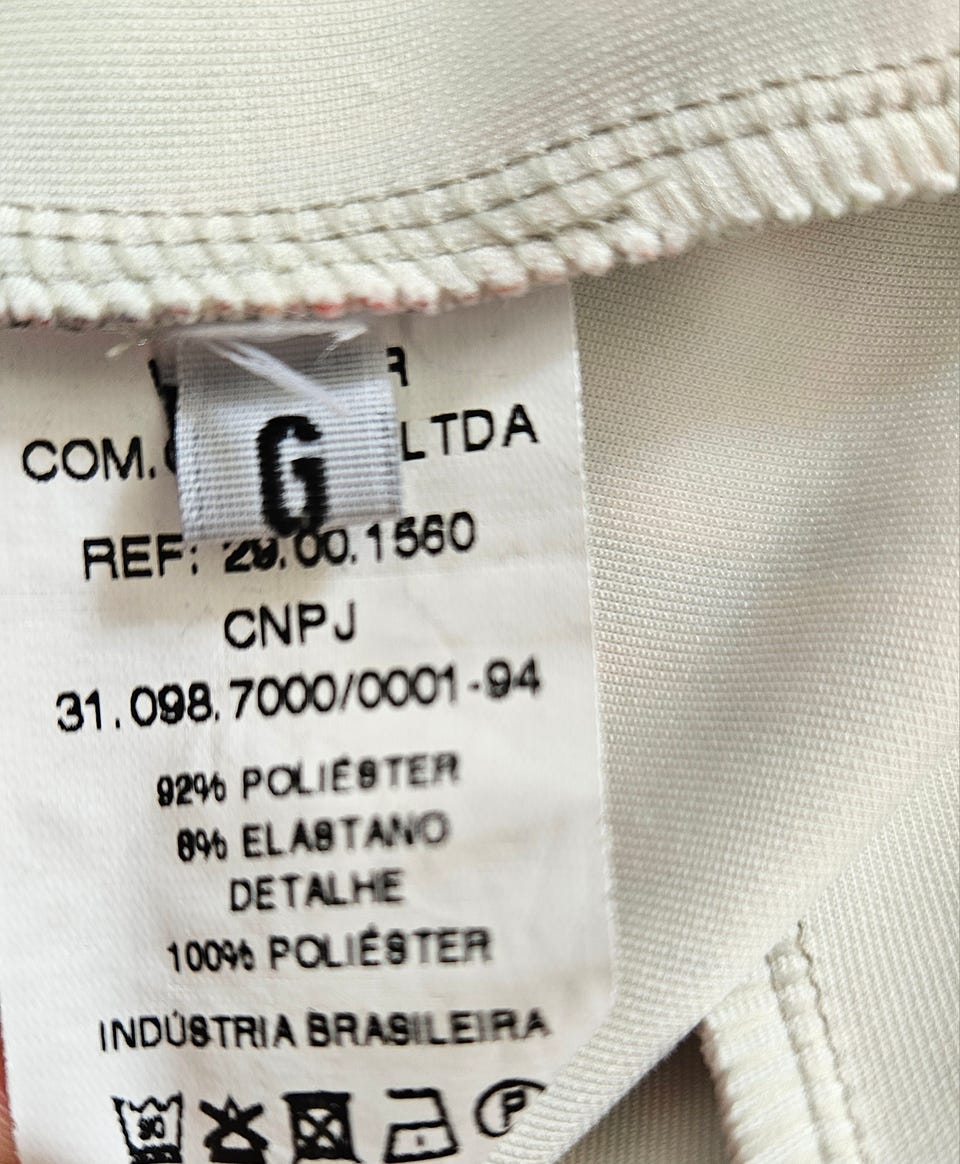 G
COM. LTDA
REF: 29.00.1560
CNPJ
31.098.7000/0001-94
92% POLIÉSTER
8% ELASTANO
DETALHE
100% POLIÉSTER
INDÚSTRIA BRASILEIRA
P